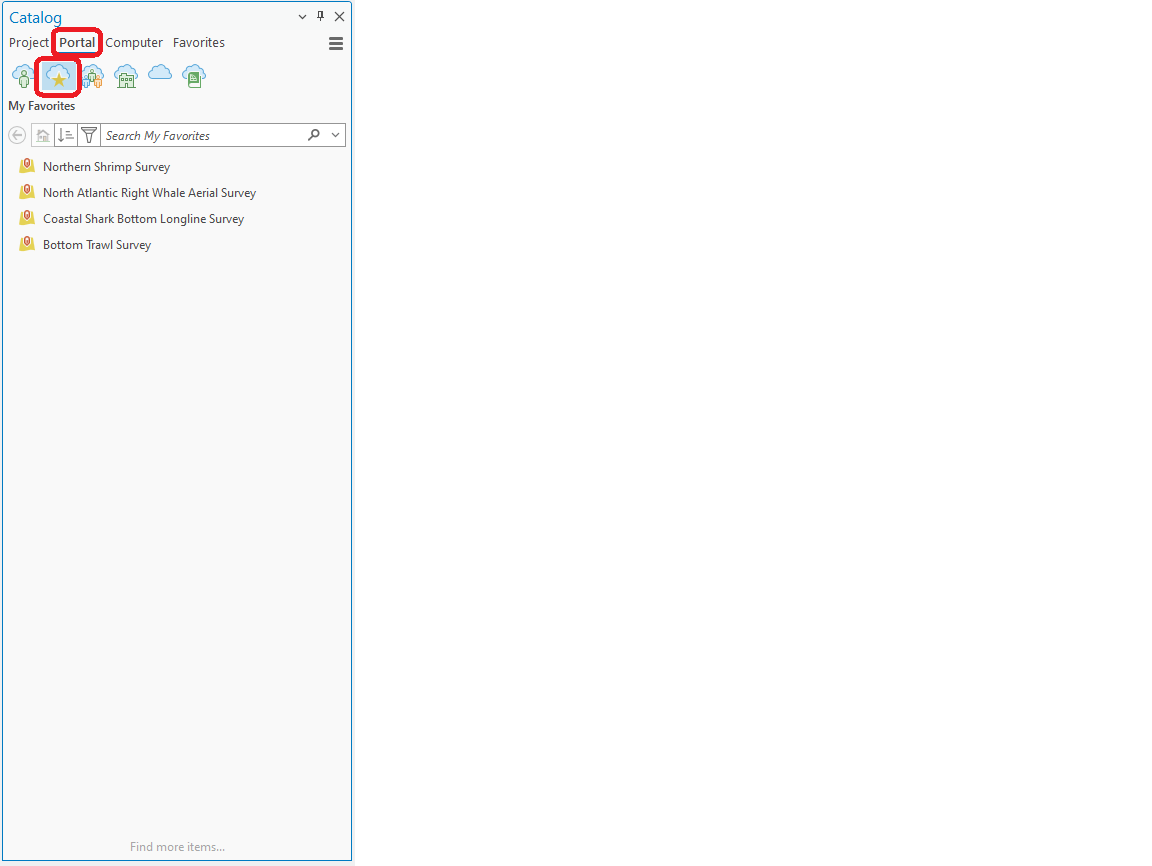 Catalog
Project Portal Computer Favorites
My Favorites
Search My Favorites
Northern Shrimp Survey
North Atlantic Right Whale Aerial Survey
Coastal Shark Bottom Longline Survey
Bottom Trawl Survey
Find more items...